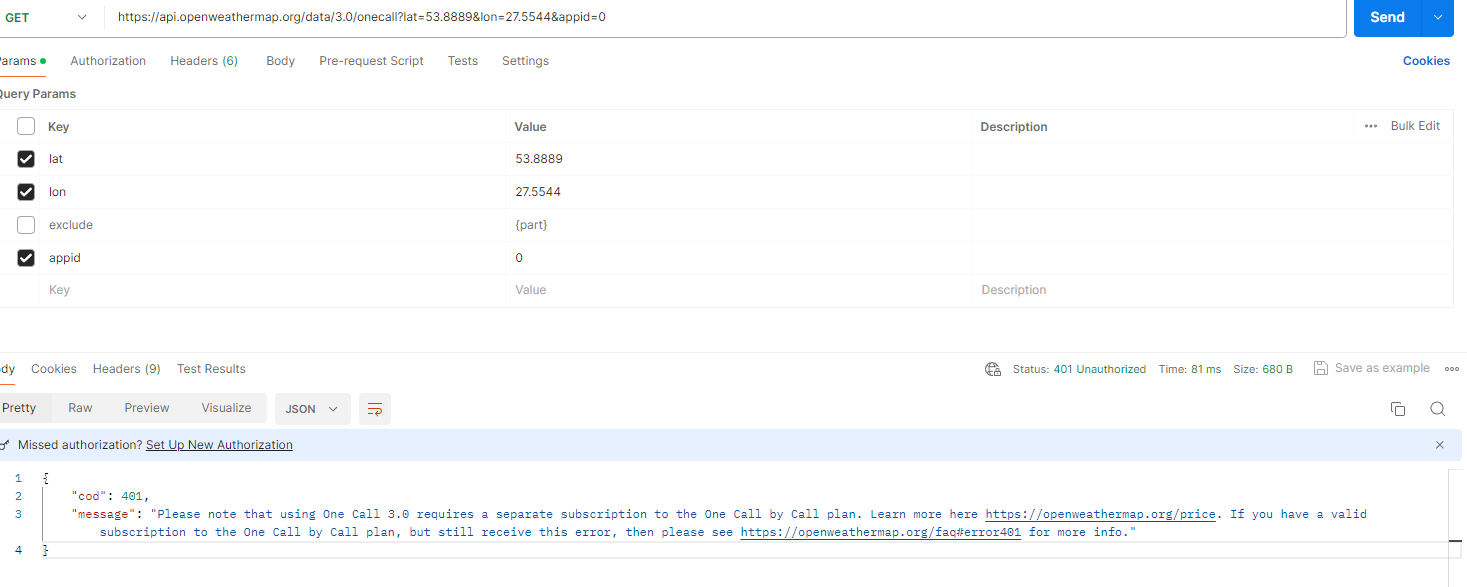 GET https://api.openweathermap.org/data/3.0/onecall?lat=53.8889&lon=27.5544&appid=0 Send
arams Authorization Headers (6) Body Pre-request Script Tests Settings Cookies
Query Params
Key Value Description ••• Bulk Edit
lat 53.8889
lon 27.5544
exclude {part}
appid 0
Key Value Description
dy Cookies Headers (9) Test Results Status: 401 Unauthorized Time: 81 ms Size: 680 B Save as example
Pretty Raw Preview Visualize JSON
Missed authorization? Set Up New Authorization
1 {
2 "cod": 401,
3 "message": "Please note that using One Call 3.0 requires a separate subscription to the One Call by Call plan. Learn more here https://openweathermap.org/price. If you have a valid
subscription to the One Call by Call plan, but still receive this error, then please see https://openweathermap.org/faq#error401 for more info."
4 }